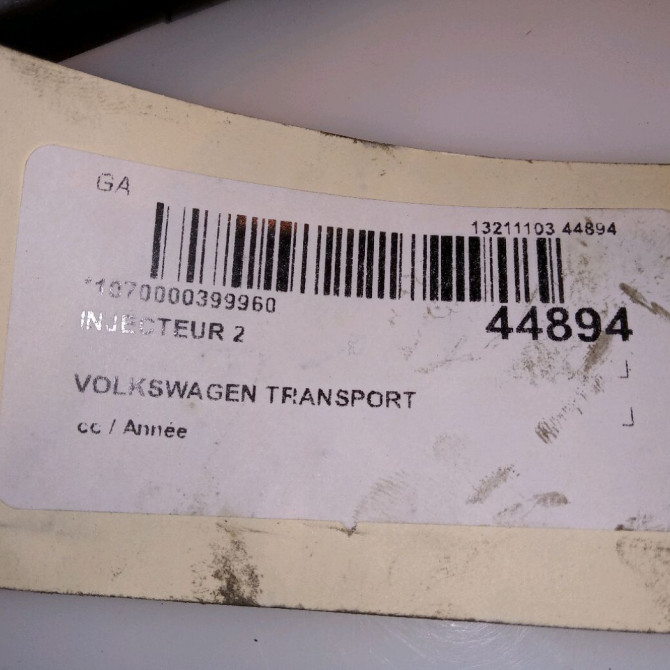 GA
13211103 44894
*1070000399960
INJECTEUR 2
44894
VOLKSWAGEN TRANSPORT
cc / Année